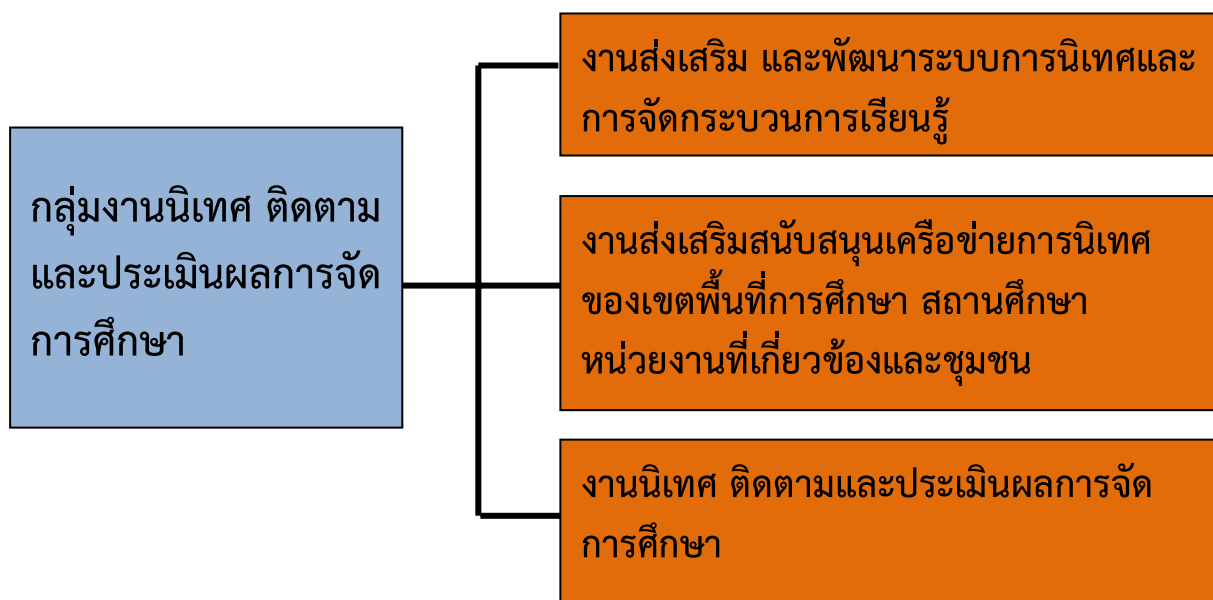 กลุ่มงานนิเทศ ติดตาม
และประเมินผลการจัด
การศึกษา
งานส่งเสริม และพัฒนาระบบการนิเทศและ
การจัดกระบวนการเรียนรู้
งานส่งเสริมสนับสนุนเครือข่ายการนิเทศ
ของเขตพื้นที่การศึกษา สถานศึกษา
หน่วยงานที่เกี่ยวข้องและชุมชน
งานนิเทศ ติดตามและประเมินผลการจัด
การศึกษา